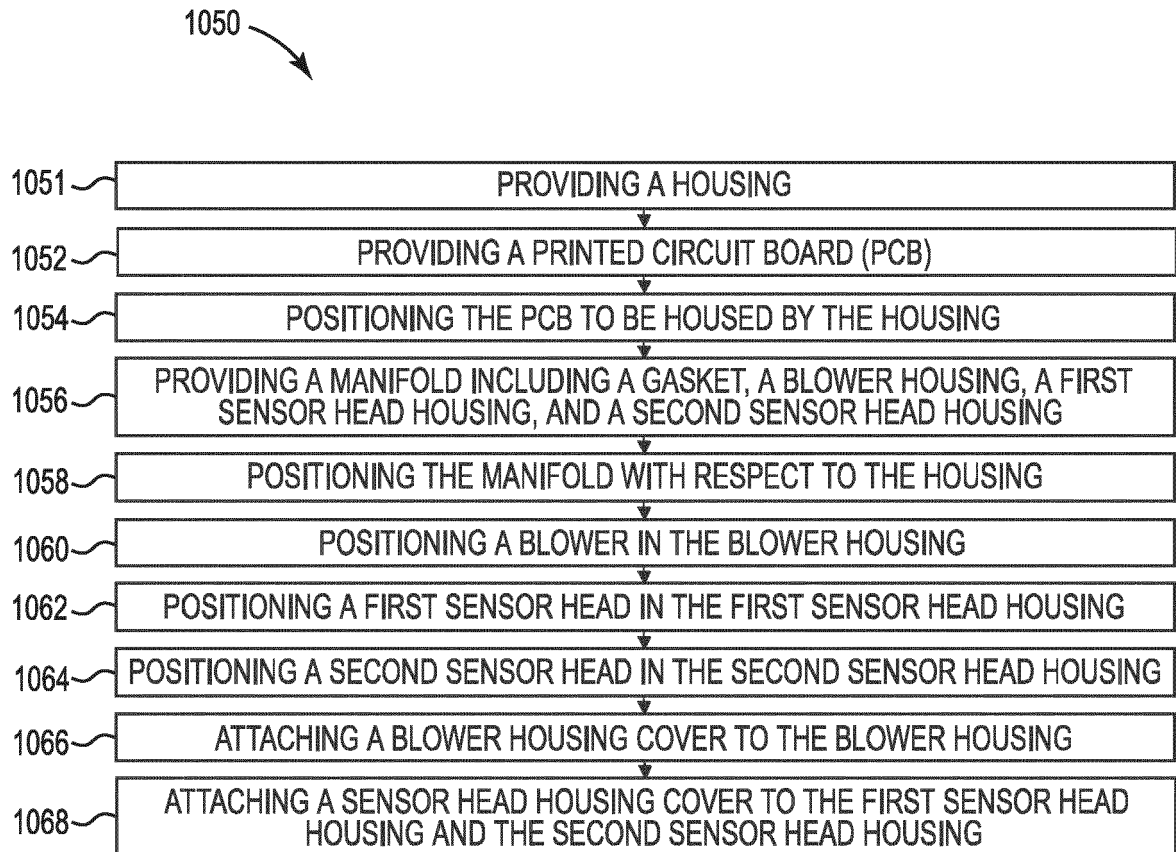 1050
1051 PROVIDING A HOUSING
1052 PROVIDING A PRINTED CIRCUIT BOARD (PCB)
1054 POSITIONING THE PCB TO BE HOUSED BY THE HOUSING
1056 PROVIDING A MANIFOLD INCLUDING A GASKET, A BLOWER HOUSING, A FIRST
SENSOR HEAD HOUSING, AND A SECOND SENSOR HEAD HOUSING
1058 POSITIONING THE MANIFOLD WITH RESPECT TO THE HOUSING
1060 POSITIONING A BLOWER IN THE BLOWER HOUSING
1062 POSITIONING A FIRST SENSOR HEAD IN THE FIRST SENSOR HEAD HOUSING
1064 POSITIONING A SECOND SENSOR HEAD IN THE SECOND SENSOR HEAD HOUSING
1066 ATTACHING A BLOWER HOUSING COVER TO THE BLOWER HOUSING
1068 ATTACHING A SENSOR HEAD HOUSING COVER TO THE FIRST SENSOR HEAD
HOUSING AND THE SECOND SENSOR HEAD HOUSING